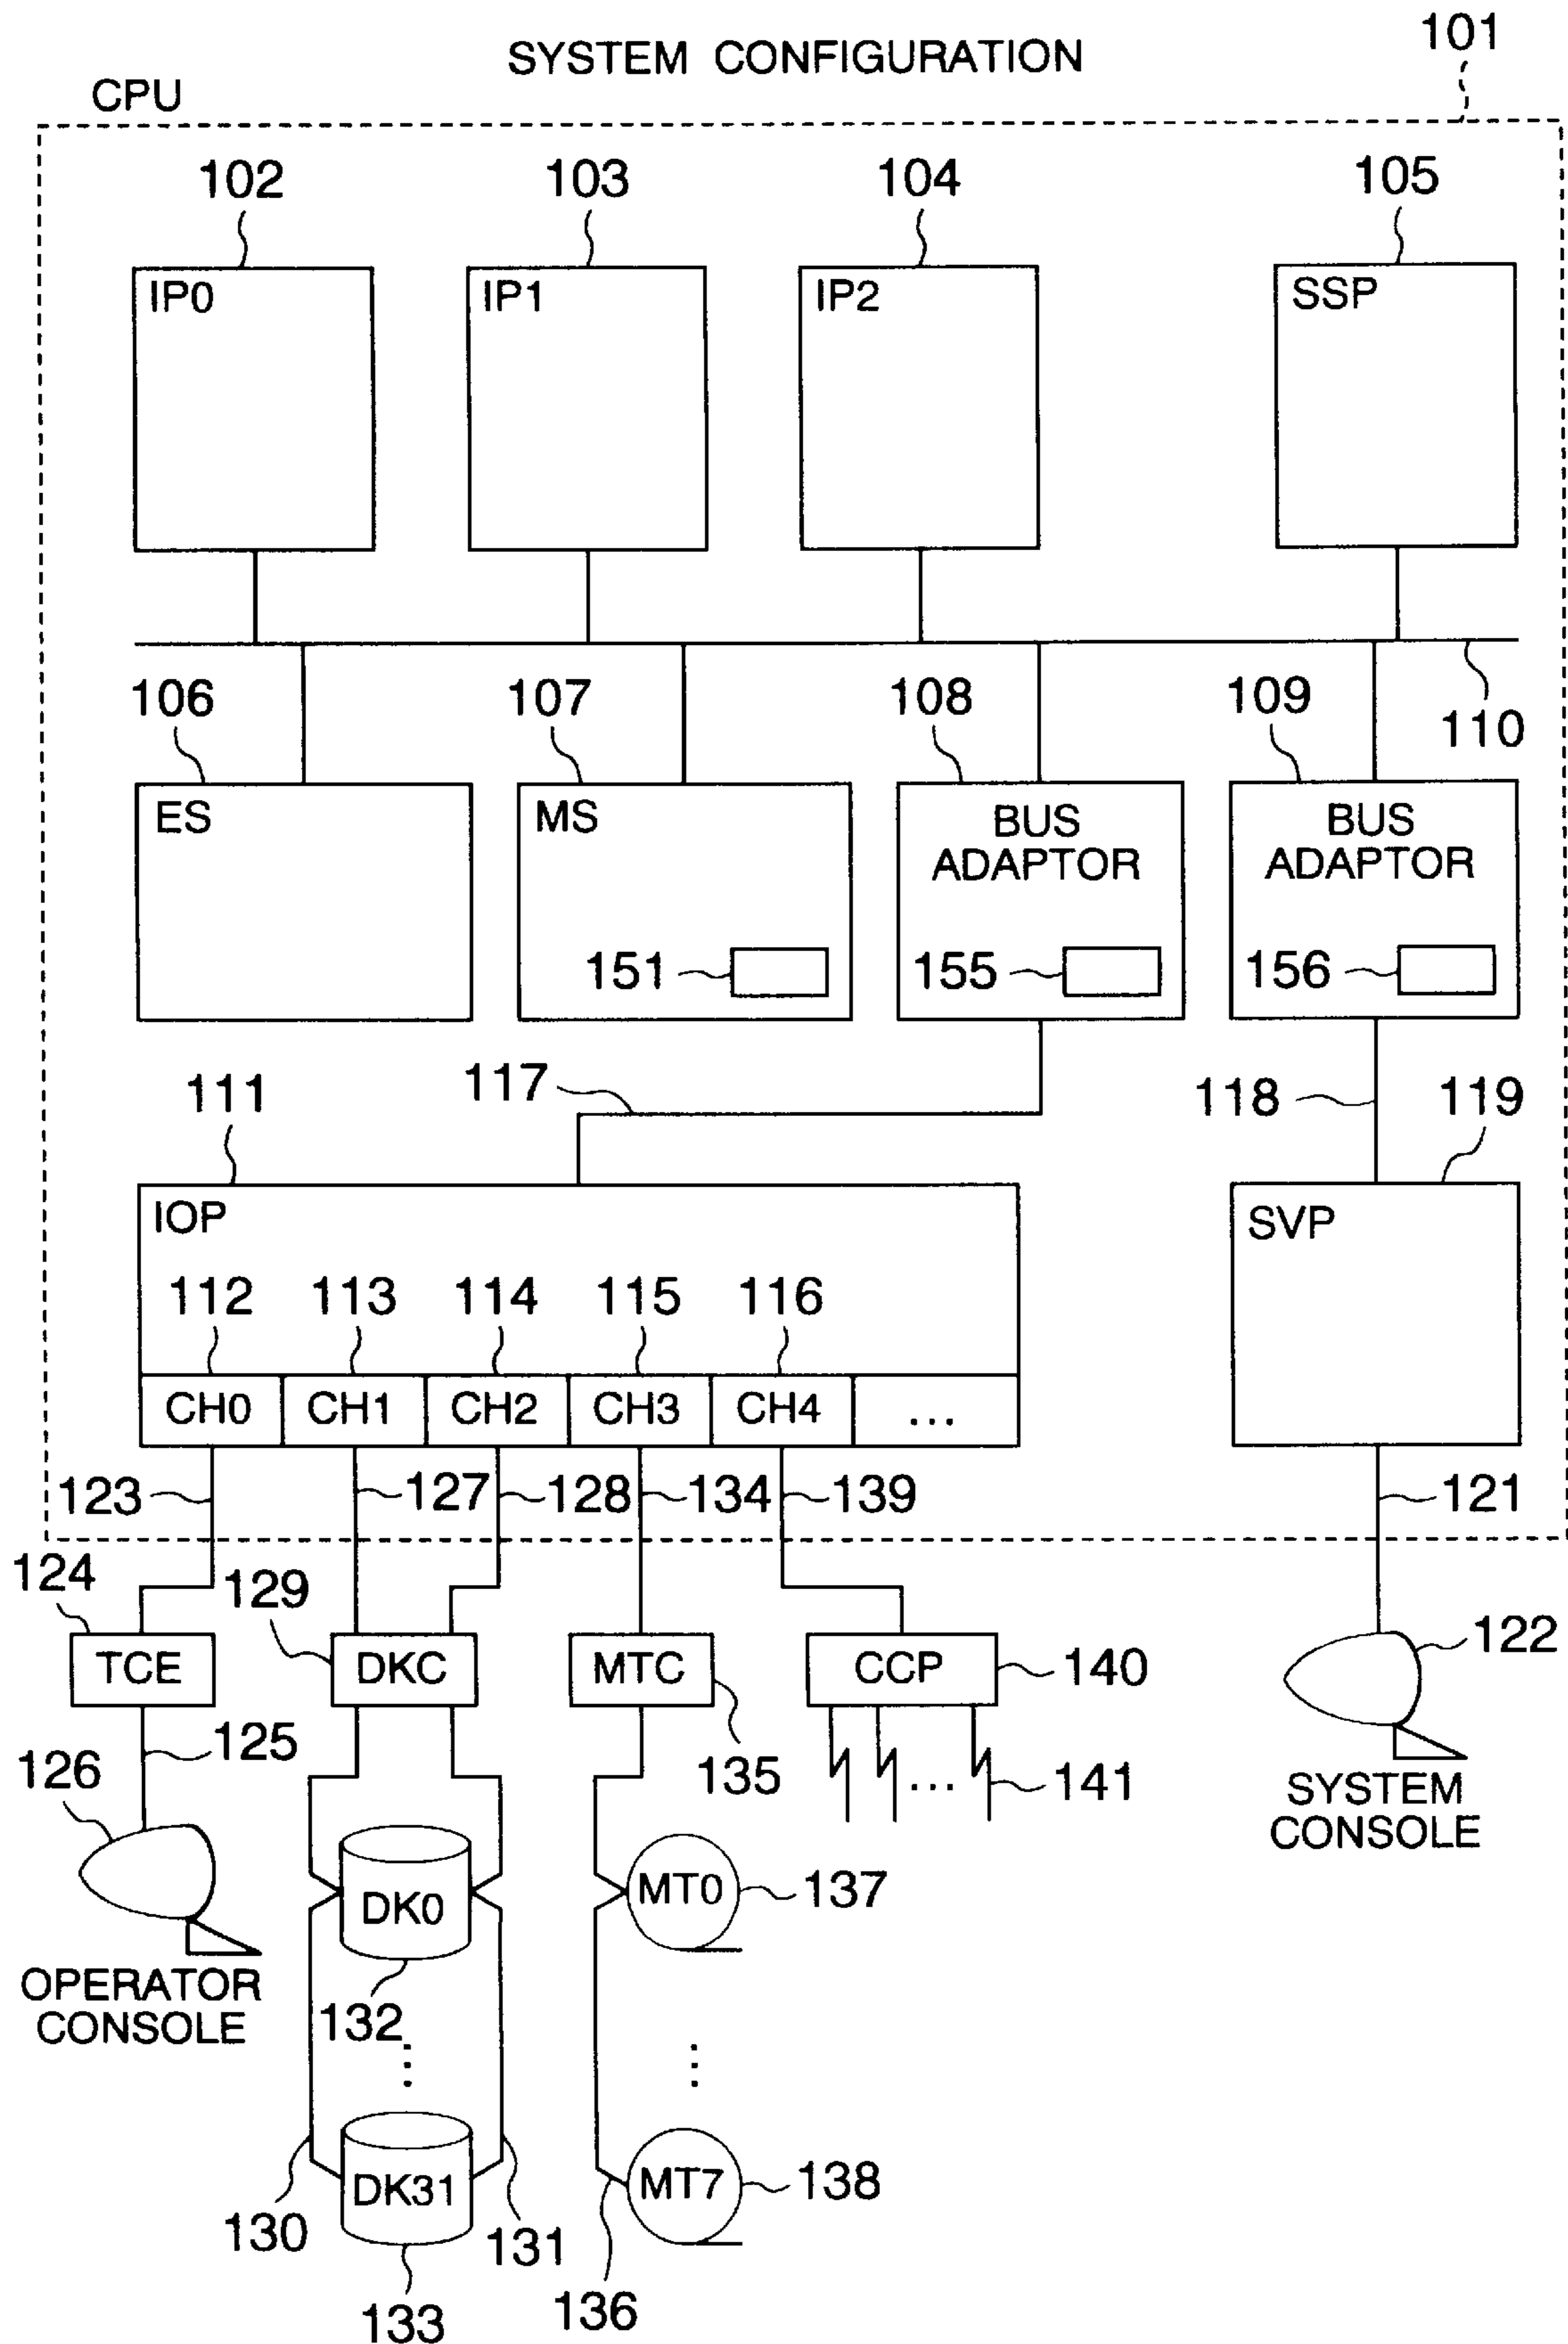 SYSTEM CONFIGURATION
101
CPU
102
103
104
105
IP0
IP1
IP2
SSP
106
107
108
109
110
ES
MS
BUS
ADAPTOR
BUS
ADAPTOR
151
155
156
117
111
118
119
IOP
SVP
112
113
114
115
116
CH0
CH1
CH2
CH3
CH4
...
123
127
128
134
139
121
124
129
TCE
DKC
MTC
CCP
140
122
125
126
135
...
141
SYSTEM
CONSOLE
DK0
MT0
137
OPERATOR
CONSOLE
132
...
...
DK31
MT7
138
130
131
136
133